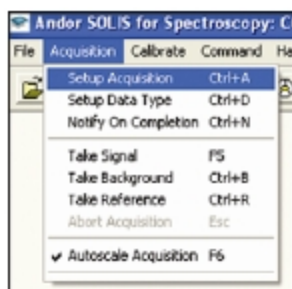 Andor SOLIS for Spectroscopy: C
File Acquisition Calibrate Command Ha
Setup Acquisition Ctrl+A
Setup Data Type Ctrl+D
Notify On Completion Ctrl+N
Take Signal F5
Take Background Ctrl+B
Take Reference Ctrl+R
Abort Acquisition Esc
✔ Autoscale Acquisition F6